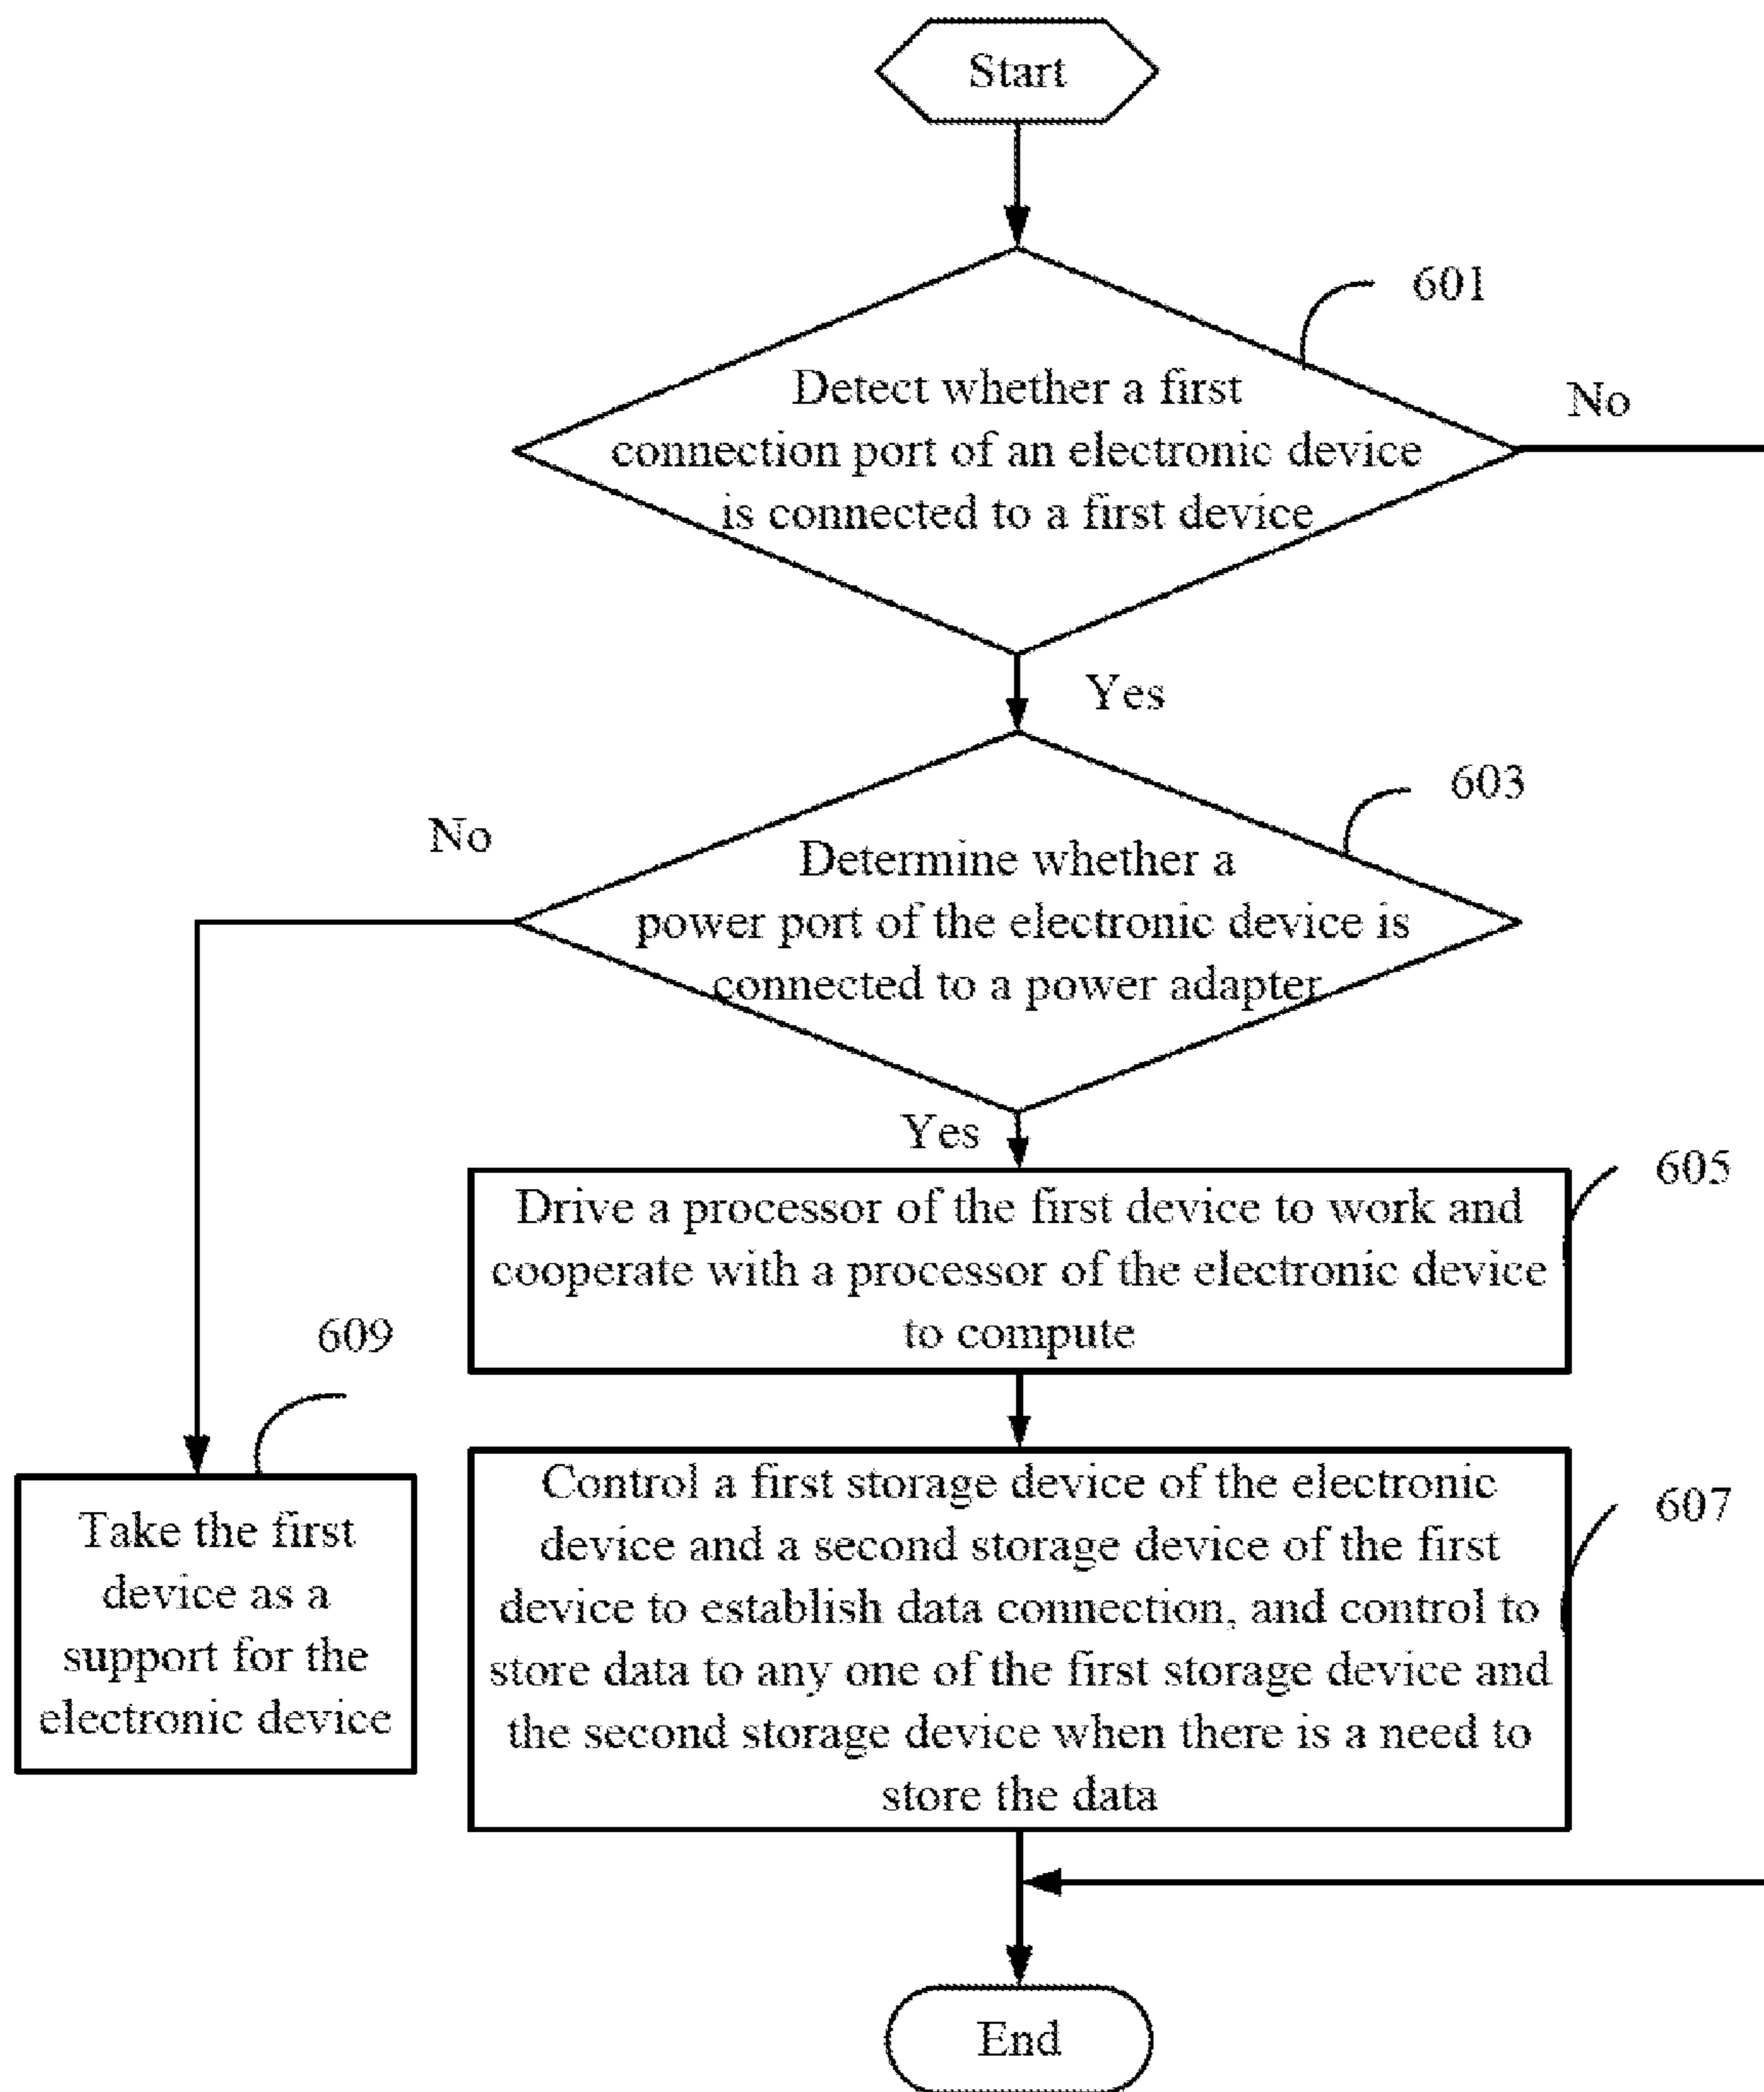 Start
601
Detect whether a first
connection port of an electronic device
is connected to a first device
No
Yes
603
No
Determine whether a
power port of the electronic device is
connected to a power adapter
Yes
605
Drive a processor of the first device to work and
cooperate with a processor of the electronic device
to compute
609
Take the first
device as a
support for the
electronic device
607
Control a first storage device of the electronic
device and a second storage device of the first
device to establish data connection, and control to
store data to any one of the first storage device and
the second storage device when there is a need to
store the data
End